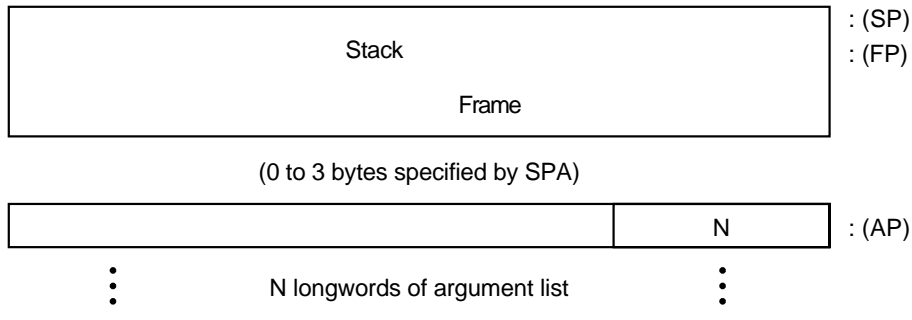 : (SP)
Stack : (FP)
Frame
(0 to 3 bytes specified by SPA)
N : (AP)
N longwords of argument list